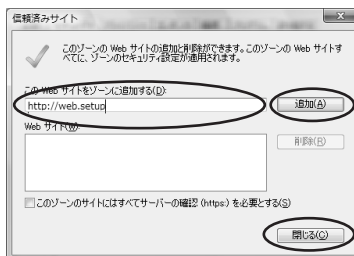 信頼済みサイト
このゾーンの Web サイトの追加と削除ができます。このゾーンの Web サイトす
べてに、ゾーンのセキュリティ設定が適用されます。
この Web サイトをゾーンに追加する(D):
http://web.setup
追加(A)
Web サイト(W):
削除(R)
このゾーンのサイトにはすべてサーバーの確認 (https:) を必要とする(S)
閉じる(C)